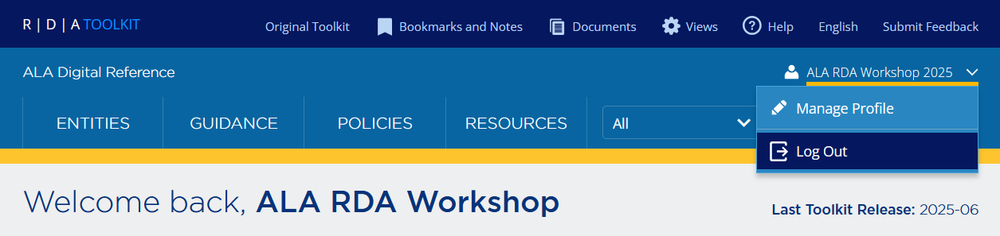 R | D | A TOOLKIT
Original Toolkit
Bookmarks and Notes
Documents
Views
Help
English
Submit Feedback
ALA Digital Reference
ALA RDA Workshop 2025
Manage Profile
Log Out
ENTITIES
GUIDANCE
POLICIES
RESOURCES
All
Welcome back, ALA RDA Workshop
Last Toolkit Release: 2025-06